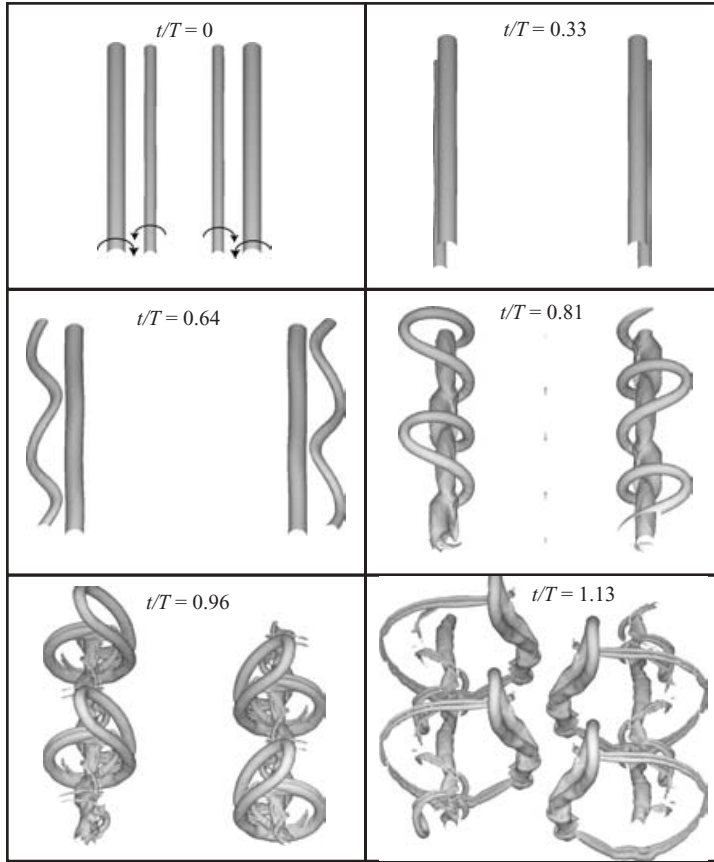 t/T = 0
t/T = 0.33
t/T = 0.64
t/T = 0.81
t/T = 0.96
t/T = 1.13